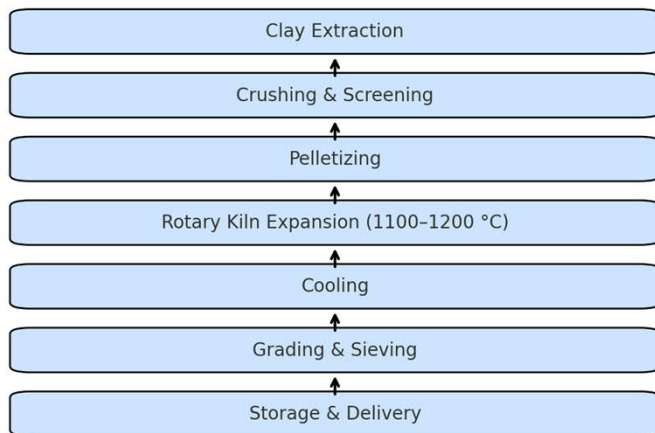 Clay Extraction
Crushing & Screening
Pelletizing
Rotary Kiln Expansion (1100–1200 °C)
Cooling
Grading & Sieving
Storage & Delivery